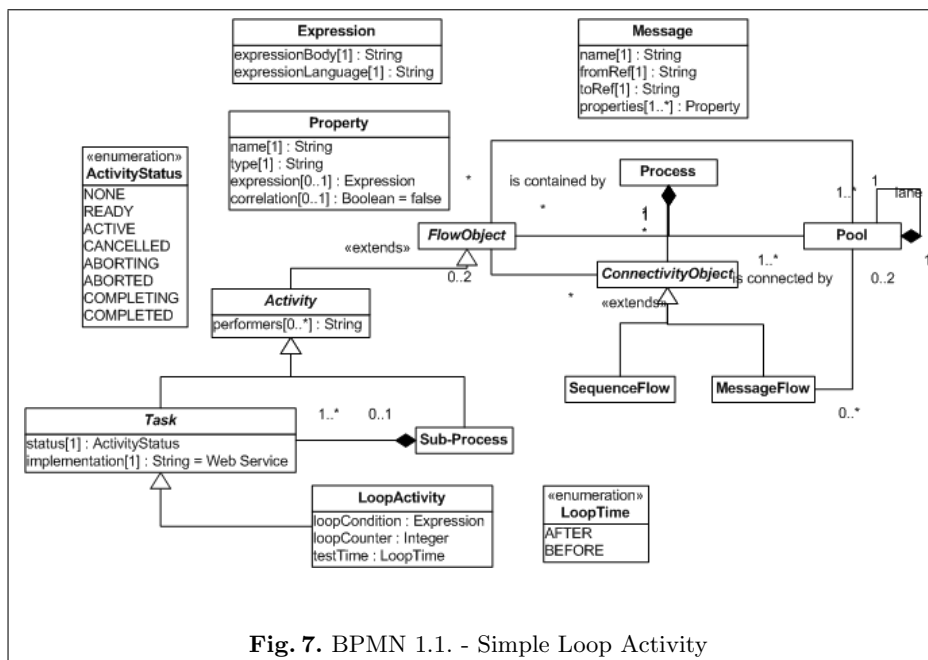 Expression
expressionBody[1] : String
expressionLanguage[1] : String
Message
name[1] : String
fromRef[1] : String
toRef[1] : String
properties[1..*] : Property
Property
name[1] : String
type[1] : String
expression[0..1] : Expression
correlation[0..1] : Boolean = false
«enumeration»
ActivityStatus
NONE
READY
ACTIVE
CANCELLED
ABORTING
ABORTED
COMPLETING
COMPLETED
*
is contained by
Process
1..*
1
lane
*
1
1
*
FlowObject
Pool
1
«extends»
0..2
1..*
ConnectivityObject
is connected by
0..2
*
«extends»
Activity
performers[0..*] : String
SequenceFlow
MessageFlow
0..*
Task
status[1] : ActivityStatus
implementation[1] : String = Web Service
1..*
0..1
Sub-Process
LoopActivity
loopCondition : Expression
loopCounter : Integer
testTime : LoopTime
«enumeration»
LoopTime
AFTER
BEFORE
Fig. 7. BPMN 1.1. - Simple Loop Activity